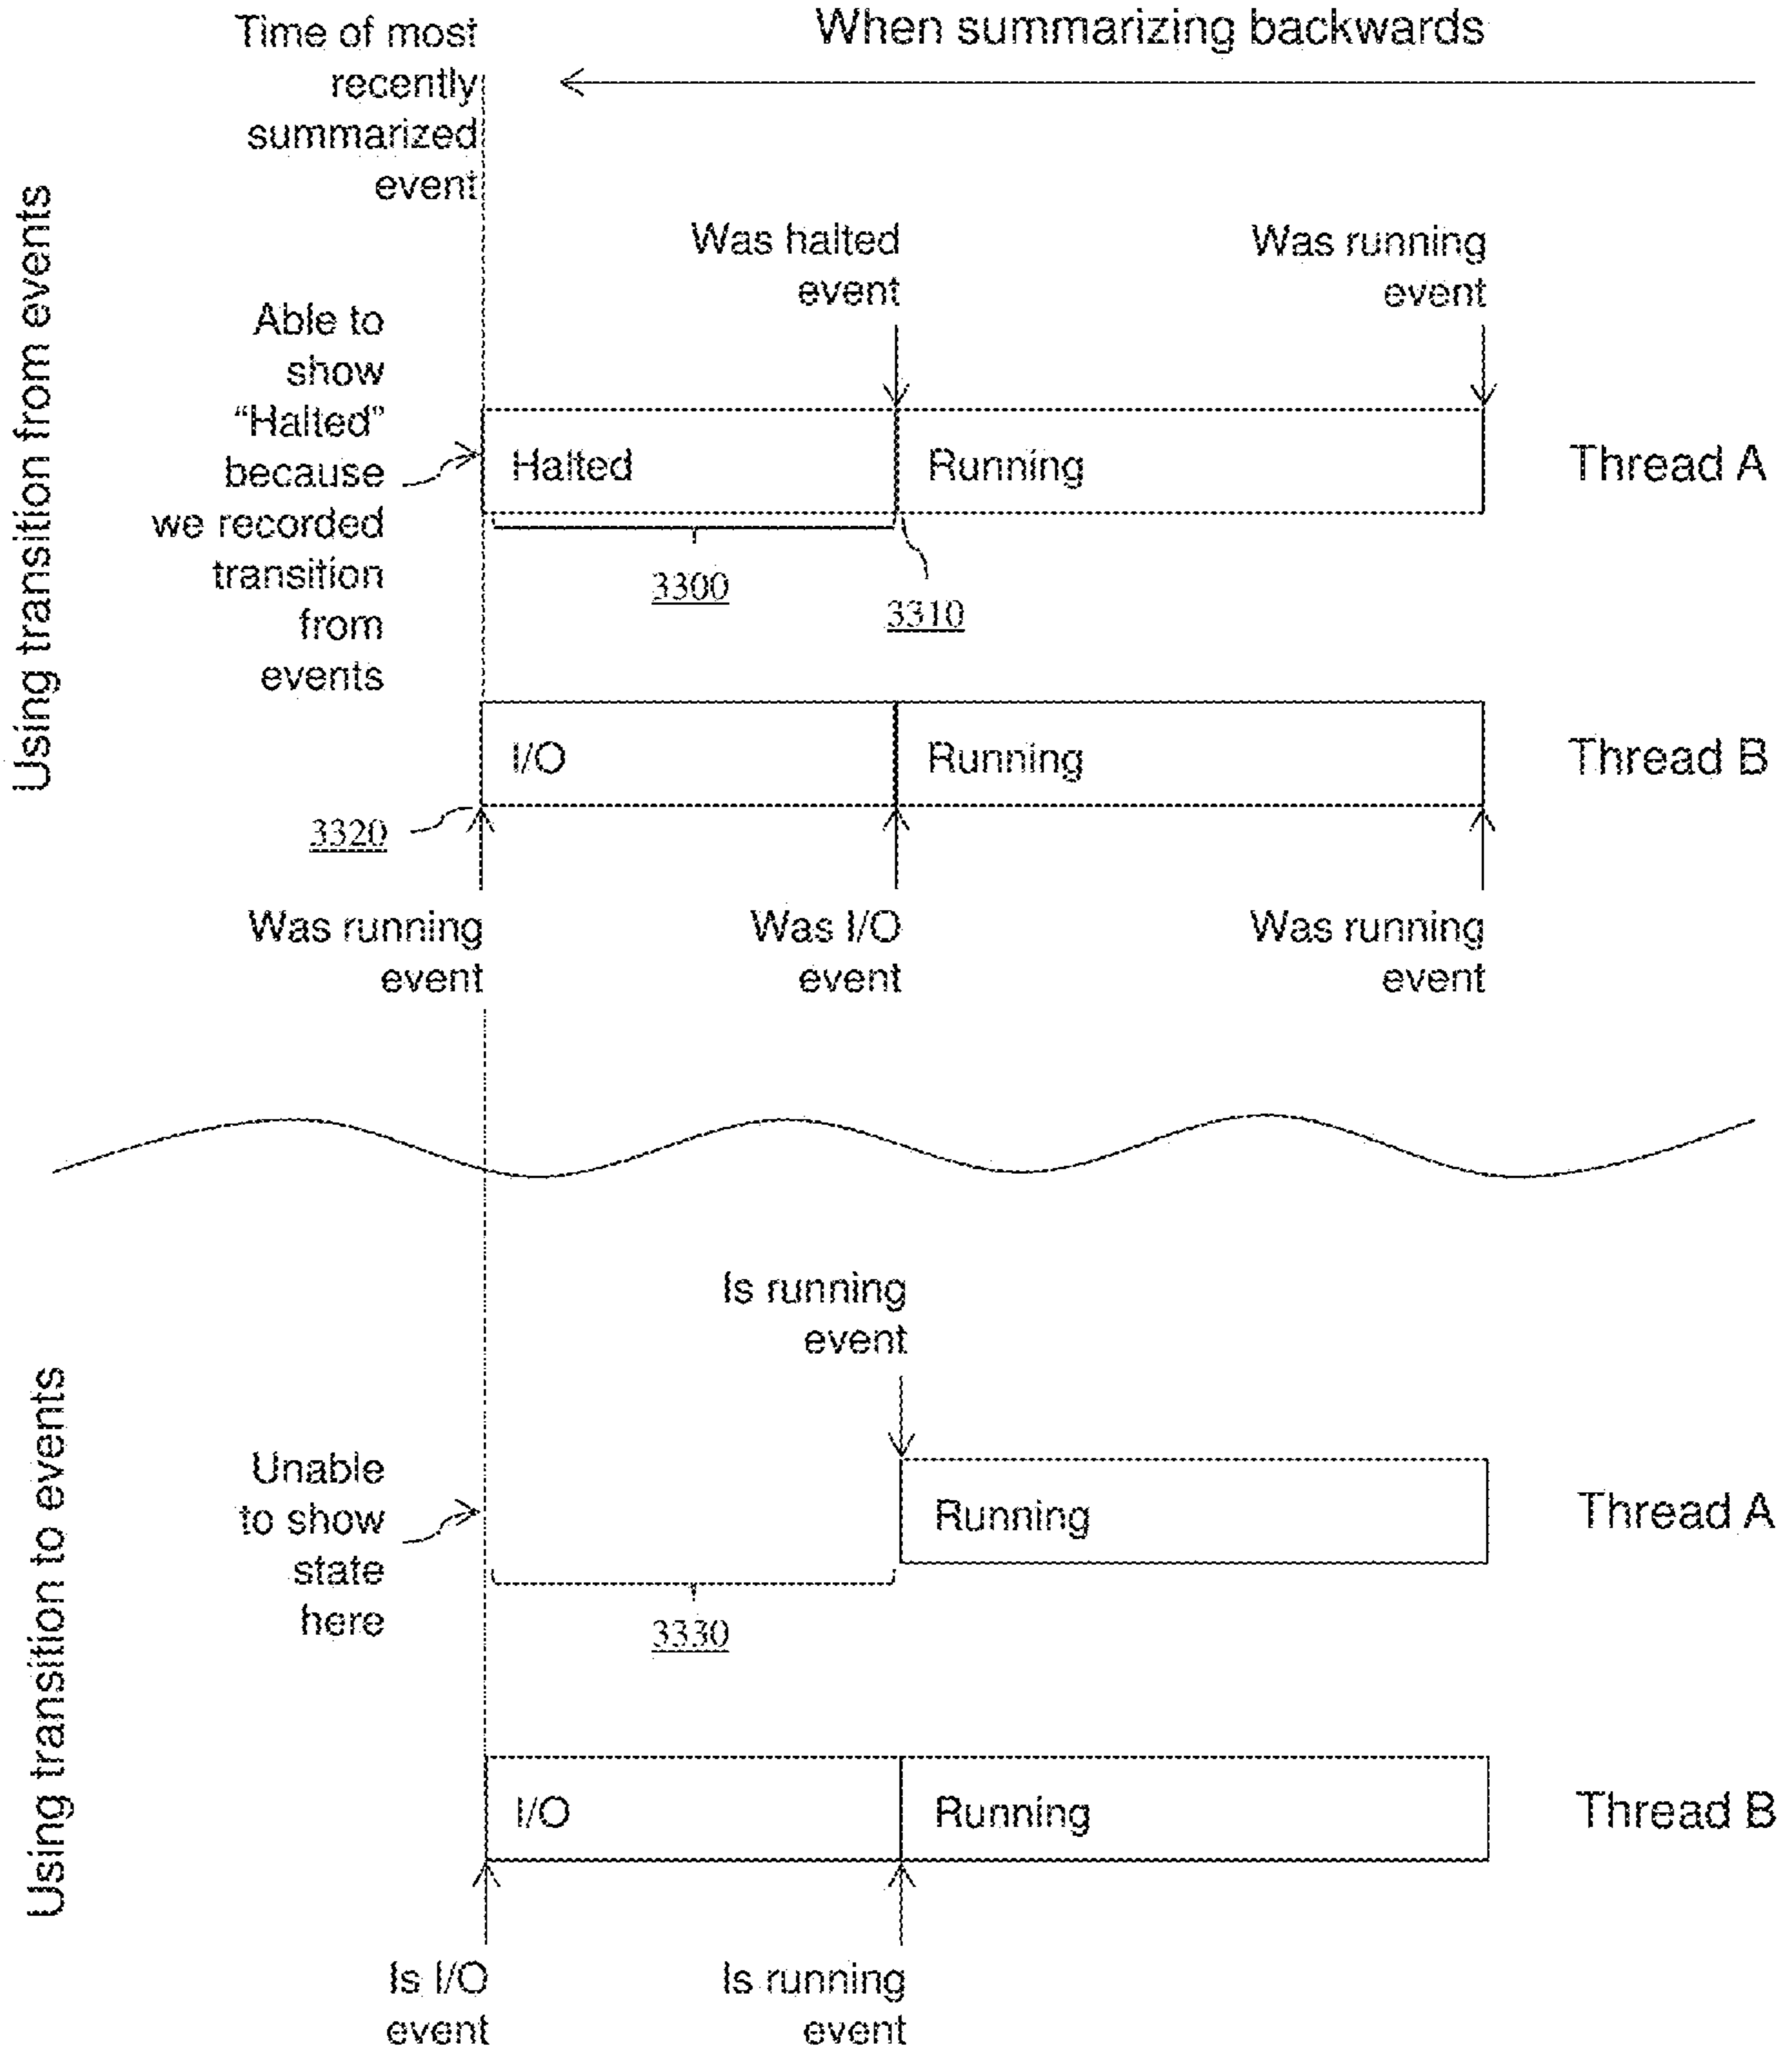 When summarizing backwards
Time of most
recently
summarized
event
Using transition from events
Was halted
event
Was running
event
Able to
show
“Halted”
because
we recorded
transition
from
events
Halted
Running
Thread A
3300
3310
I/O
Running
Thread B
3320
Was running
event
Was I/O
event
Was running
event
Using transition to events
Is running
event
Unable
to show
state
here
Running
Thread A
3330
I/O
Running
Thread B
Is I/O
event
Is running
event